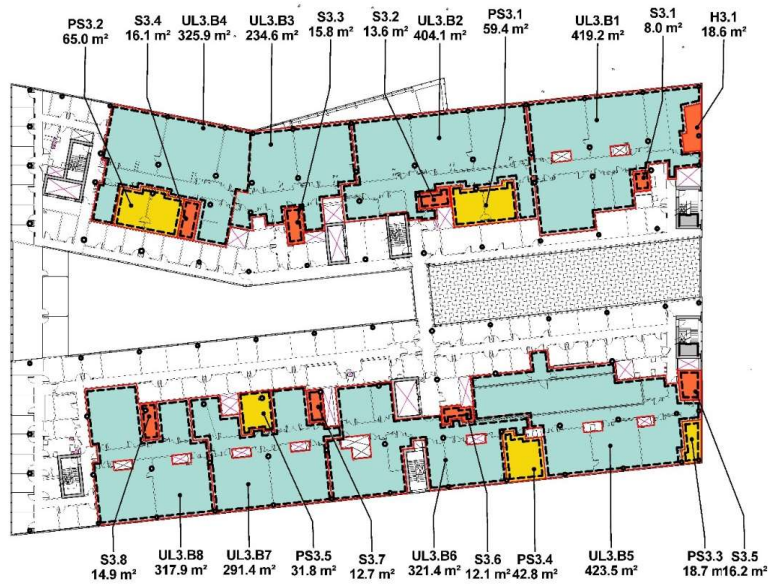 PS3.2
65.0 m²
S3.4
16.1 m²
UL3.B4
325.9 m²
UL3.B3
234.6 m²
S3.3
15.8 m²
S3.2
13.6 m²
UL3.B2
404.1 m²
PS3.1
59.4 m²
UL3.B1
419.2 m²
S3.1
8.0 m²
H3.1
18.6 m²
S3.8
14.9 m²
UL3.B8
317.9 m²
UL3.B7
291.4 m²
PS3.5
31.8 m²
S3.7
12.7 m²
UL3.B6
321.4 m²
S3.6
12.1 m²
PS3.4
42.8 m²
UL3.B5
423.5 m²
PS3.3
18.7 m²
S3.5
16.2 m²